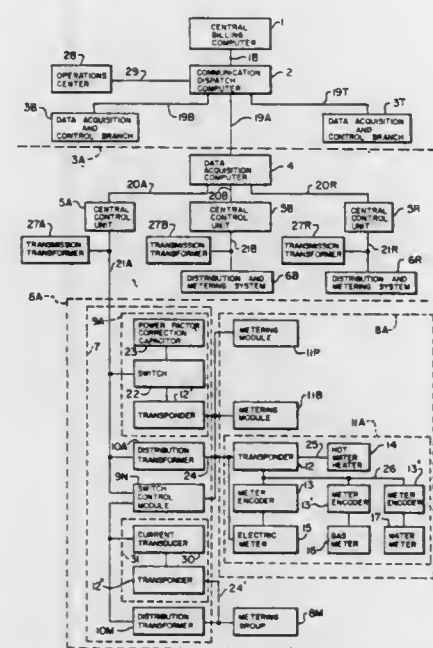 CENTRAL
BILLING
COMPUTER
1
18
28
OPERATIONS
CENTER
29
COMMUNICATION
DISPATCH
COMPUTER
2
3B
19B
19T
3T
DATA ACQUISITION
AND
CONTROL BRANCH
19A
DATA ACQUISITION
AND
CONTROL BRANCH
3A
DATA
ACQUISITION
COMPUTER
4
20A
20B
20R
5A
CENTRAL
CONTROL
UNIT
CENTRAL
CONTROL
UNIT
5B
CENTRAL
CONTROL
UNIT
5R
27A
TRANSMISSION
TRANSFORMER
27B
TRANSMISSION
TRANSFORMER
21B
27R
TRANSMISSION
TRANSFORMER
21R
21A
DISTRIBUTION AND
METERING SYSTEM
6B
DISTRIBUTION AND
METERING SYSTEM
6R
6A
9A
8A
7
POWER FACTOR
CORRECTION
CAPACITOR
23
METERING
MODULE
11P
SWITCH
22
12'
TRANSPONDER
METERING
MODULE
11B
11A
10A
DISTRIBUTION
TRANSFORMER
24
TRANSPONDER
12
25
HOT
WATER
HEATER
14
26
9N
SWITCH
CONTROL
MODULE
METER
ENCODER
13
METER
ENCODER
13'
METER
ENCODER
13"
CURRENT
TRANSDUCER
30
31
ELECTRIC
METER
15
GAS
METER
16
17
WATER
METER
12"
TRANSPONDER
24'
10M
DISTRIBUTION
TRANSFORMER
METERING
GROUP
8M